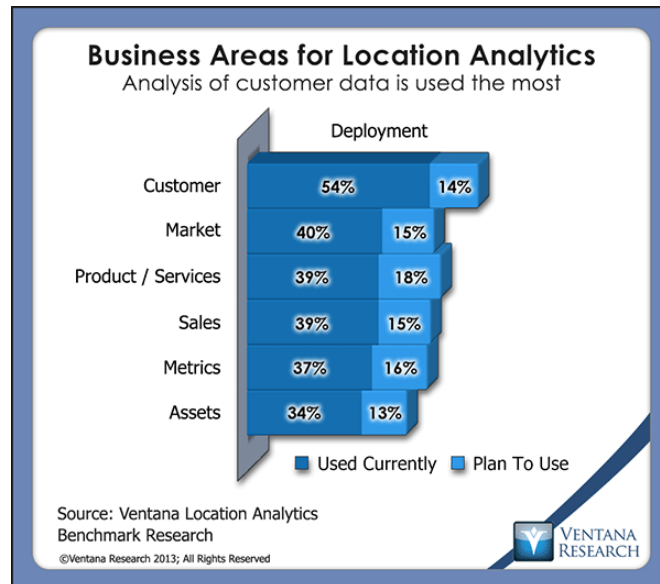 Business Areas for Location Analytics
Analysis of customer data is used the most
Deployment
Customer 54% 14%
Market 40% 15%
Product / Services 39% 18%
Sales 39% 15%
Metrics 37% 16%
Assets 34% 13%
Used Currently Plan To Use
Source: Ventana Location Analytics
Benchmark Research
©Ventana Research 2013; All Rights Reserved
VENTANA
RESEARCH